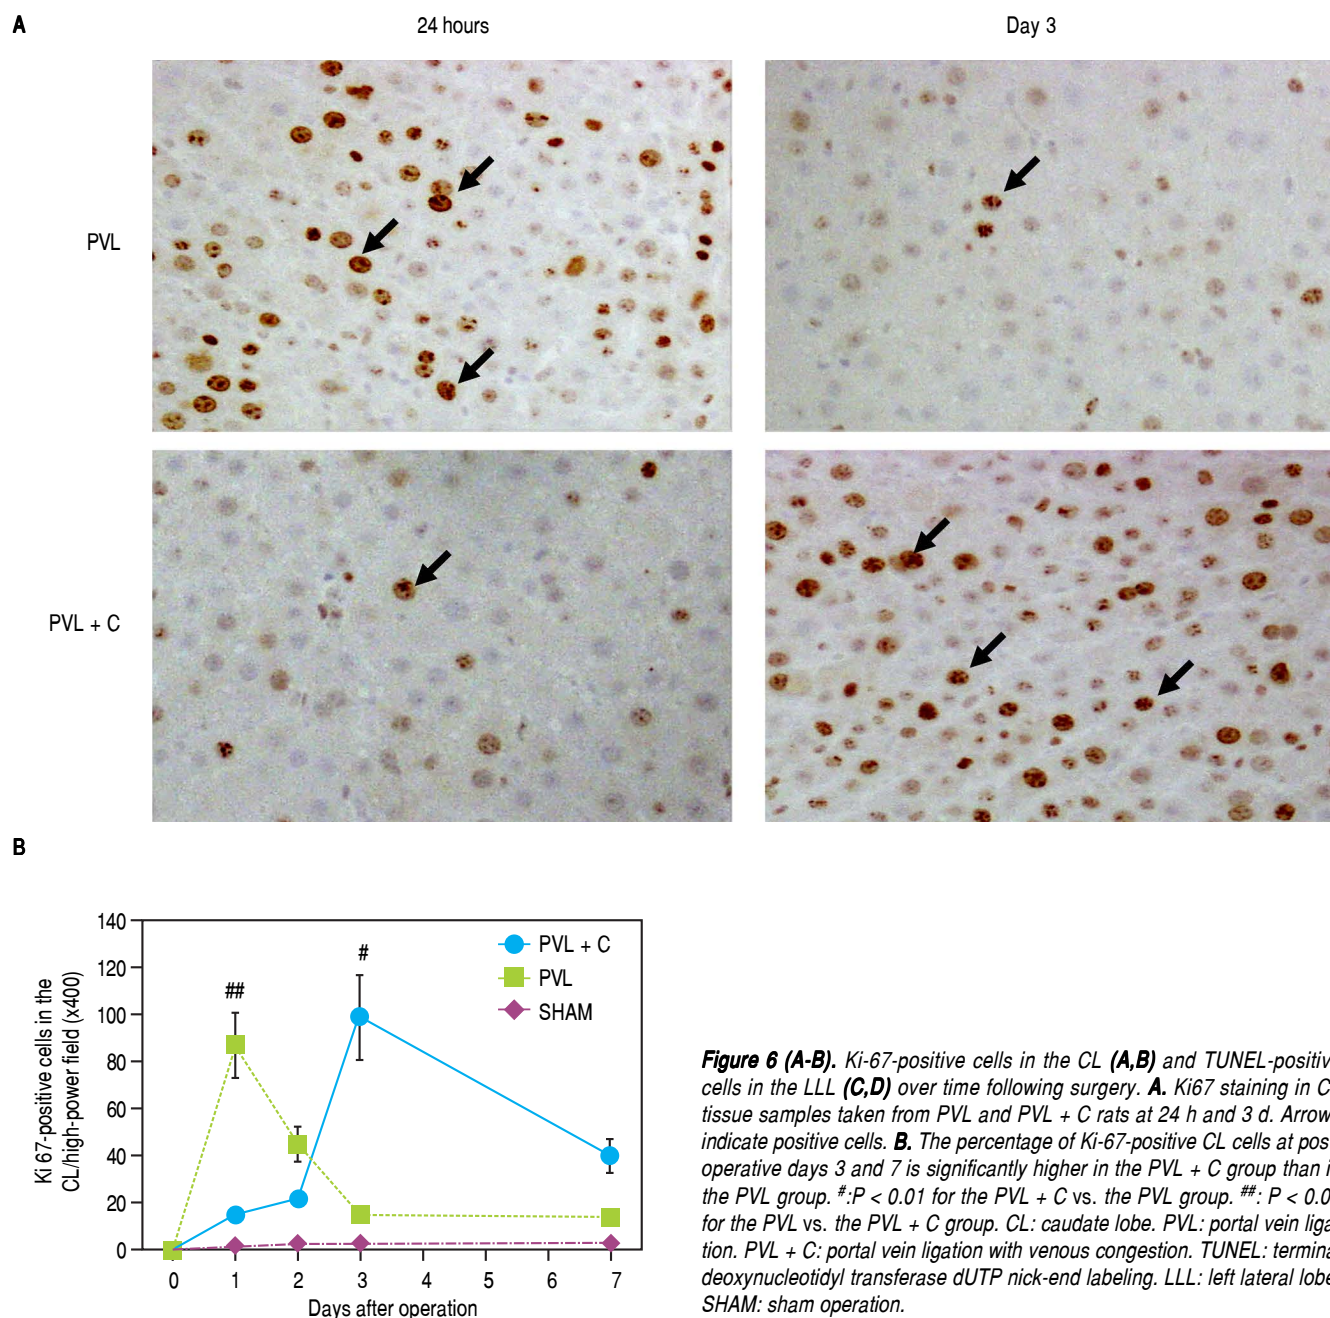 A
24 hours
Day 3
PVL
PVL + C
B
Ki 67-positive cells in the
CL/high-power field (x400)
140
120
100
80
60
40
20
0
##
#
PVL + C
PVL
SHAM
0 1 2 3 4 5 6 7
Days after operation
Figure 6 (A-B). Ki-67-positive cells in the CL (A,B) and TUNEL-positiv
cells in the LLL (C,D) over time following surgery. A. Ki67 staining in C
tissue samples taken from PVL and PVL + C rats at 24 h and 3 d. Arrow
indicate positive cells. B. The percentage of Ki-67-positive CL cells at pos
operative days 3 and 7 is significantly higher in the PVL + C group than i
the PVL group. #:P < 0.01 for the PVL + C vs. the PVL group. ##: P < 0.0
for the PVL vs. the PVL + C group. CL: caudate lobe. PVL: portal vein liga
tion. PVL + C: portal vein ligation with venous congestion. TUNEL: termina
deoxynucleotidyl transferase dUTP nick-end labeling. LLL: left lateral lobe
SHAM: sham operation.